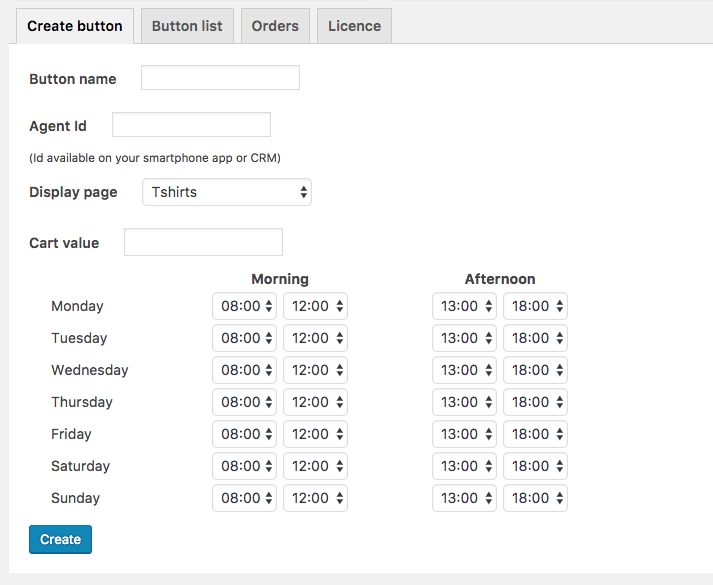 Create button Button list Orders Licence
Button name
Agent Id
(Id available on your smartphone app or CRM)
Display page Tshirts
Cart value
Morning Afternoon
Monday 08:00 12:00 13:00 18:00
Tuesday 08:00 12:00 13:00 18:00
Wednesday 08:00 12:00 13:00 18:00
Thursday 08:00 12:00 13:00 18:00
Friday 08:00 12:00 13:00 18:00
Saturday 08:00 12:00 13:00 18:00
Sunday 08:00 12:00 13:00 18:00
Create